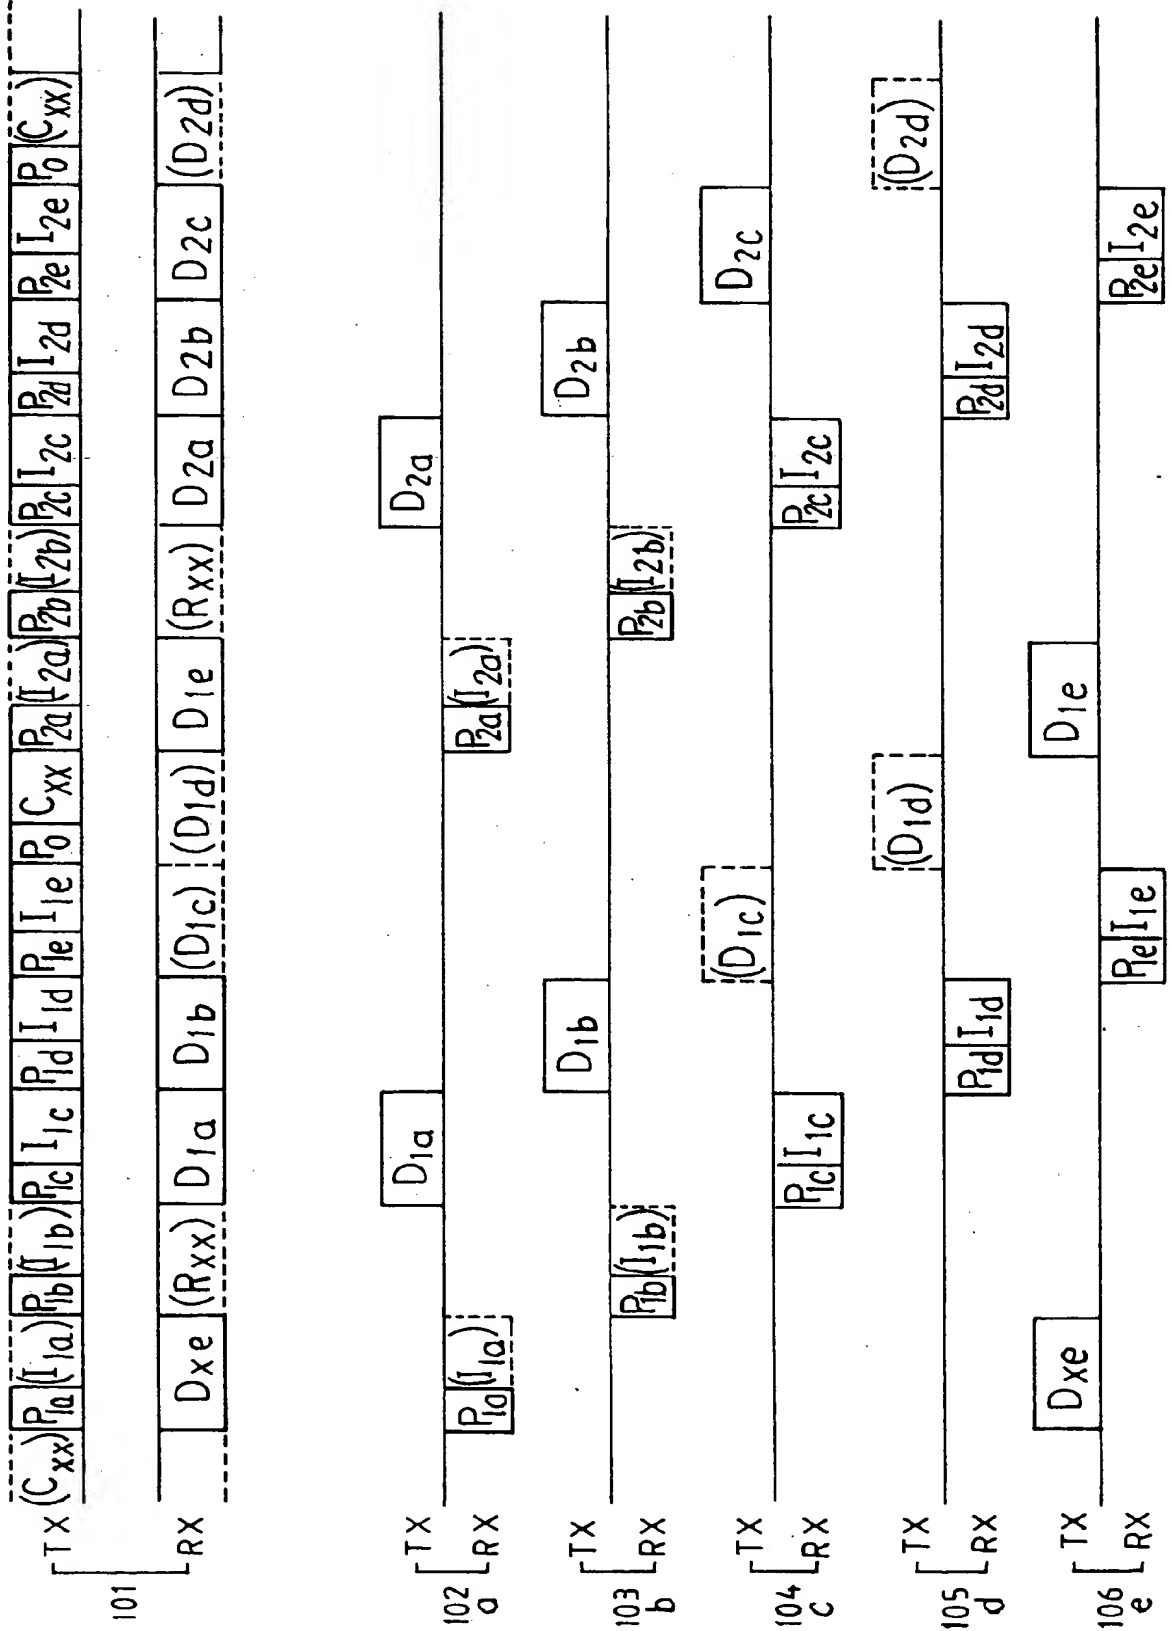 101
TX (Cxx) P1a (I1a) P1b (I1b) P1c I1c P1d I1d P1e I1e P0 Cxx P2a (I2a) P2b (I2b) P2c I2c P2d I2d P2e I2e P0 (Cxx)
RX Dxe (Rxx) D1a D1b (D1c) (D1d) D1e (Rxx) D2a D2b D2c (D2d)
102
a
TX D1a D2a
RX P1a (I1a) P2a (I2a)
103
b
TX D1b D2b
RX P1b (I1b) P2b (I2b)
104
c
TX (D1c) D2c
RX P1c I1c P2c I2c
105
d
TX (D1d) (D2d)
RX P1d I1d P2d I2d
106
e
TX Dxe D1e
RX P1e I1e P2e I2e